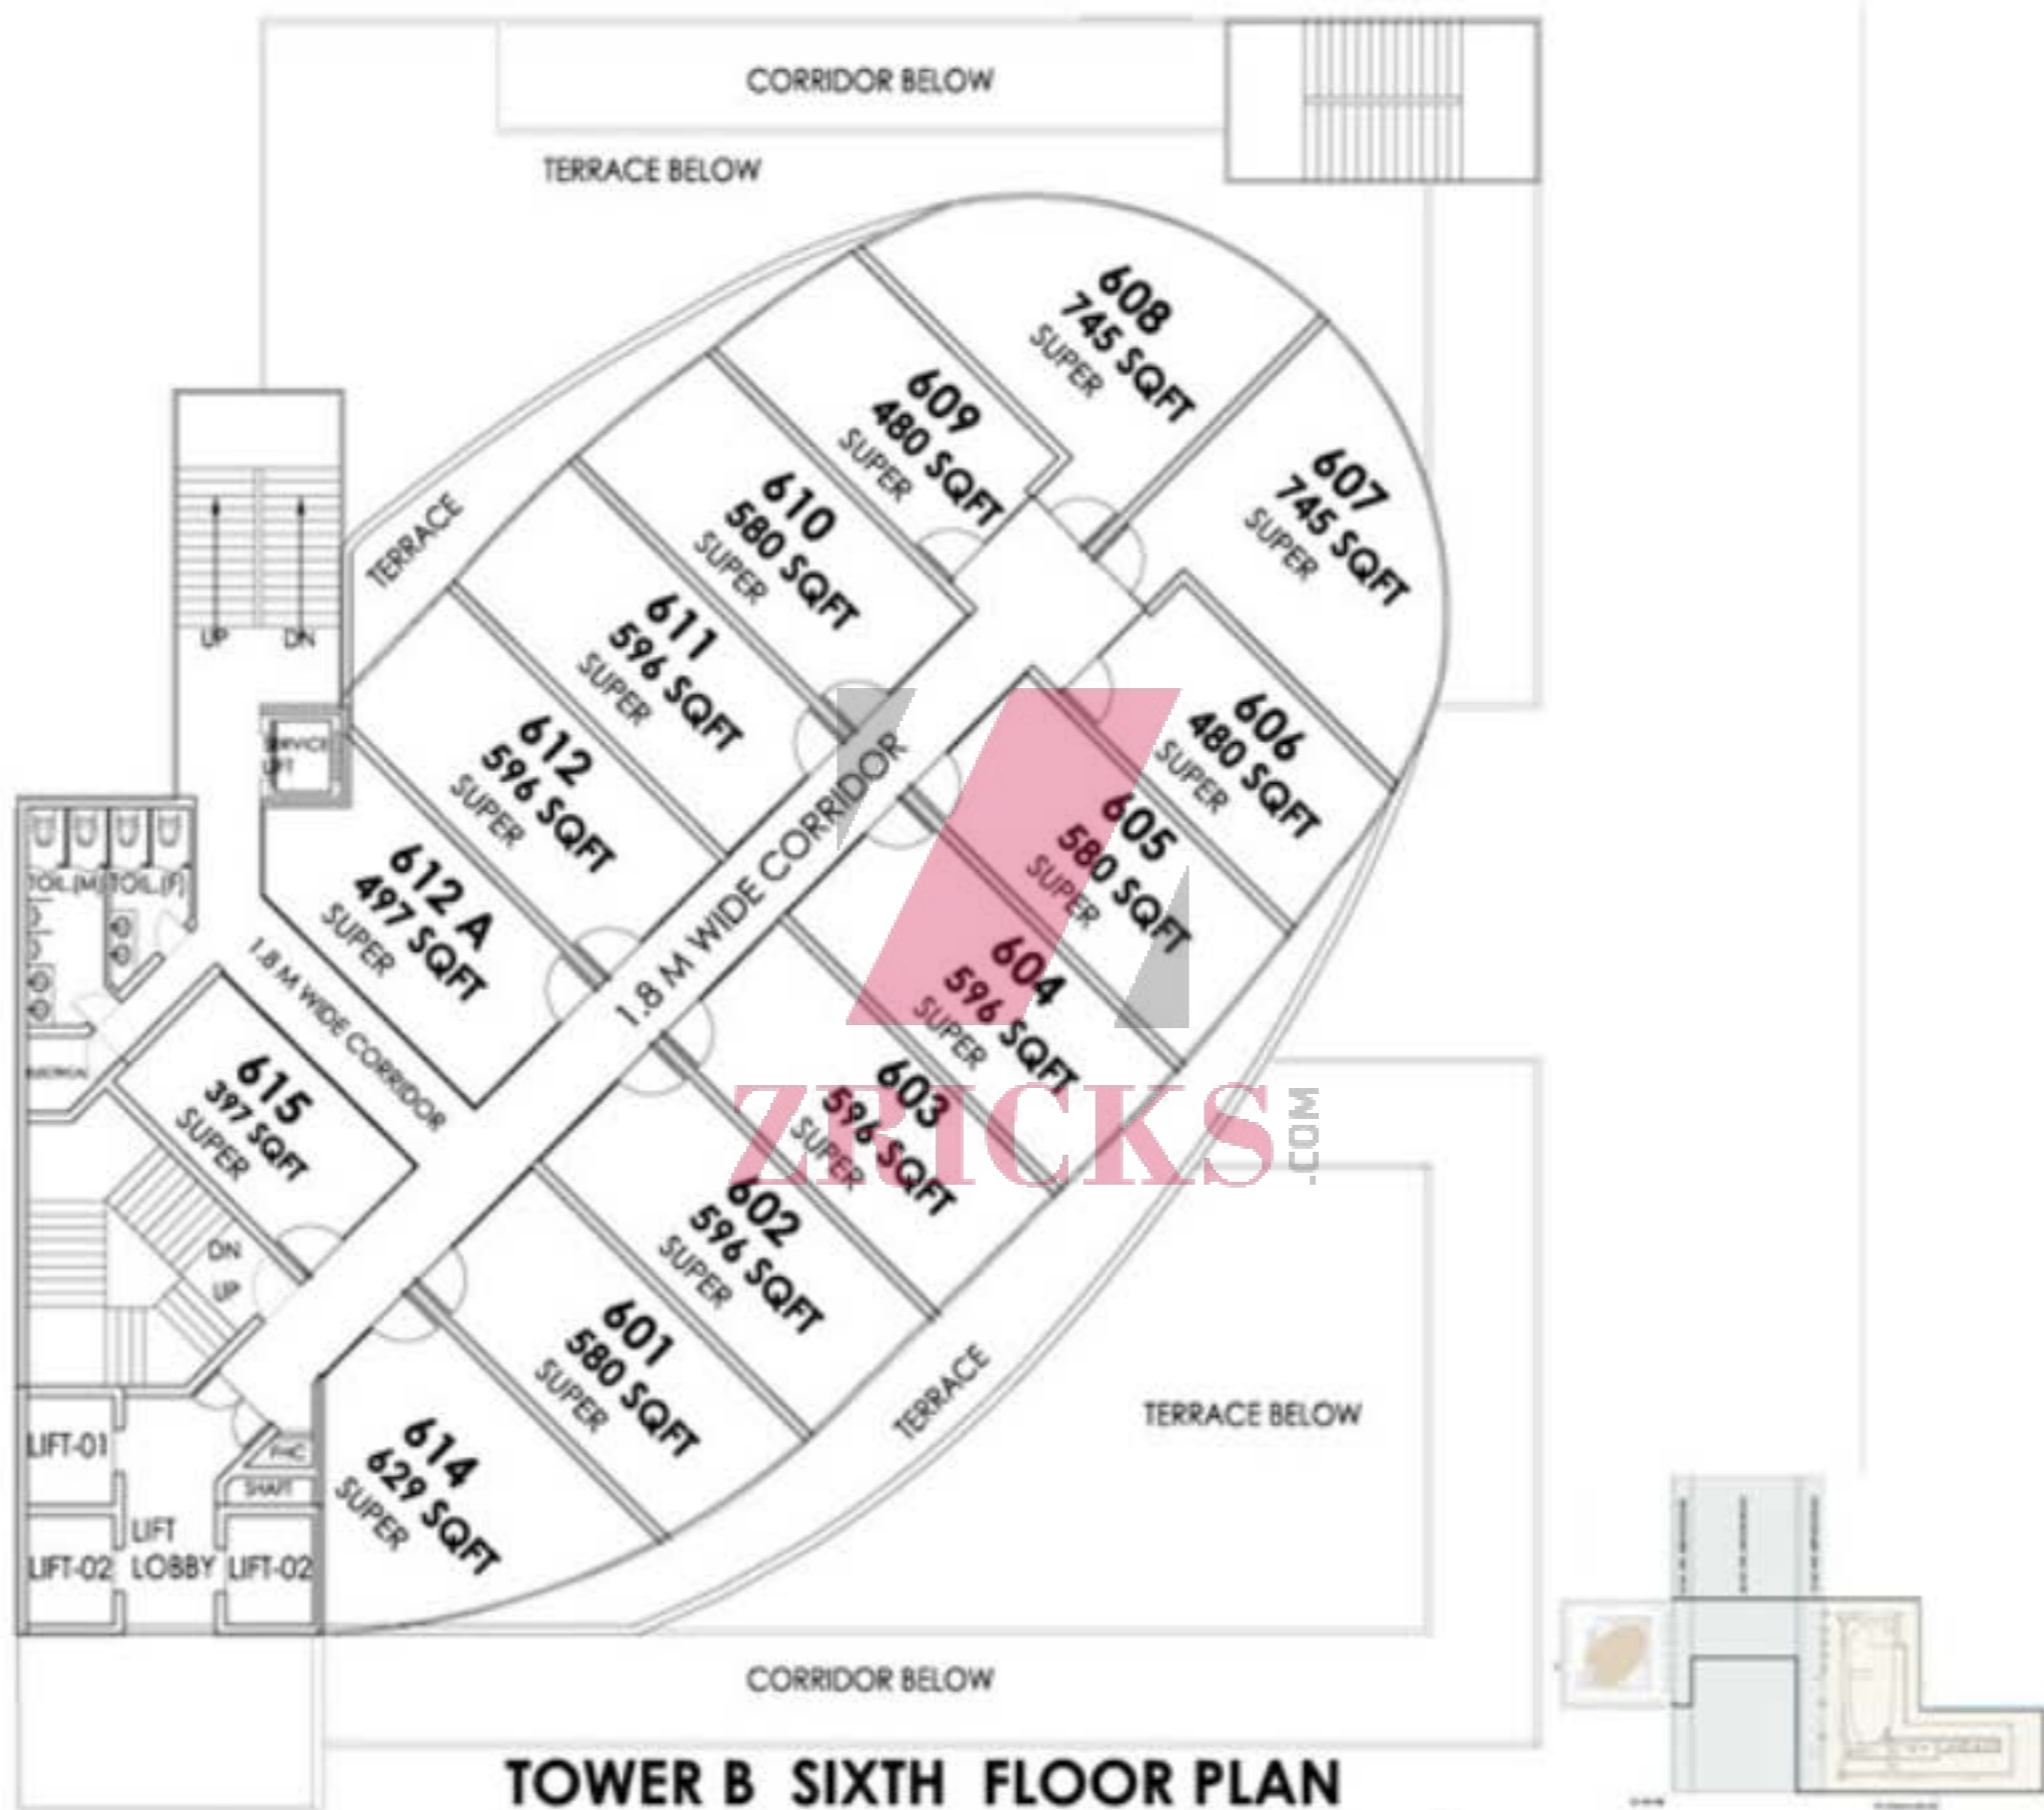 CORRIDOR BELOW
TERRACE BELOW
608
745 SQFT
SUPER
609
480 SQFT
SUPER
607
745 SQFT
SUPER
610
580 SQFT
SUPER
TERRACE
611
596 SQFT
SUPER
UP
DN
606
480 SQFT
SUPER
612
596 SQFT
SUPER
SERVICE
LIFT
605
580 SQFT
SUPER
1.8 M WIDE CORRIDOR
TOIL.(M)
TOIL.(F)
612 A
497 SQFT
SUPER
604
596 SQFT
SUPER
1.8 M WIDE CORRIDOR
603
596 SQFT
SUPER
ZRICKS
.COM
615
397 SQFT
SUPER
ELECTRICAL
602
596 SQFT
SUPER
DN
UP
601
580 SQFT
SUPER
TERRACE
TERRACE BELOW
614
629 SQFT
SUPER
LIFT-01
FHC
SHAFT
LIFT
LOBBY
LIFT-02
LIFT-02
CORRIDOR BELOW
TOWER B SIXTH FLOOR PLAN